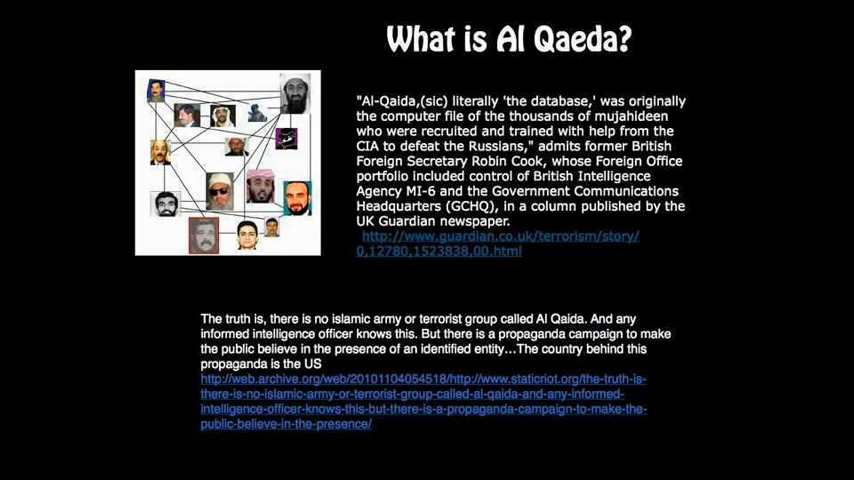 What is Al Qaeda?
"Al-Qaida,(sic) literally 'the database,' was originally
the computer file of the thousands of mujahideen
who were recruited and trained with help from the
CIA to defeat the Russians," admits former British
Foreign Secretary Robin Cook, whose Foreign Office
portfolio included control of British Intelligence
Agency MI-6 and the Government Communications
Headquarters (GCHQ), in a column published by the
UK Guardian newspaper.
http://www.guardian.co.uk/terrorism/story/
0,12780,1523838,00.html
The truth is, there is no islamic army or terrorist group called Al Qaida. And any
informed intelligence officer knows this. But there is a propaganda campaign to make
the public believe in the presence of an identified entity…The country behind this
propaganda is the US
http://web.archive.org/web/20101104054518/http://www.staticriot.org/the-truth-is-
there-is-no-islamic-army-or-terrorist-group-called-al-qaida-and-any-informed-
intelligence-officer-knows-this-but-there-is-a-propaganda-campaign-to-make-the-
public-believe-in-the-presence/